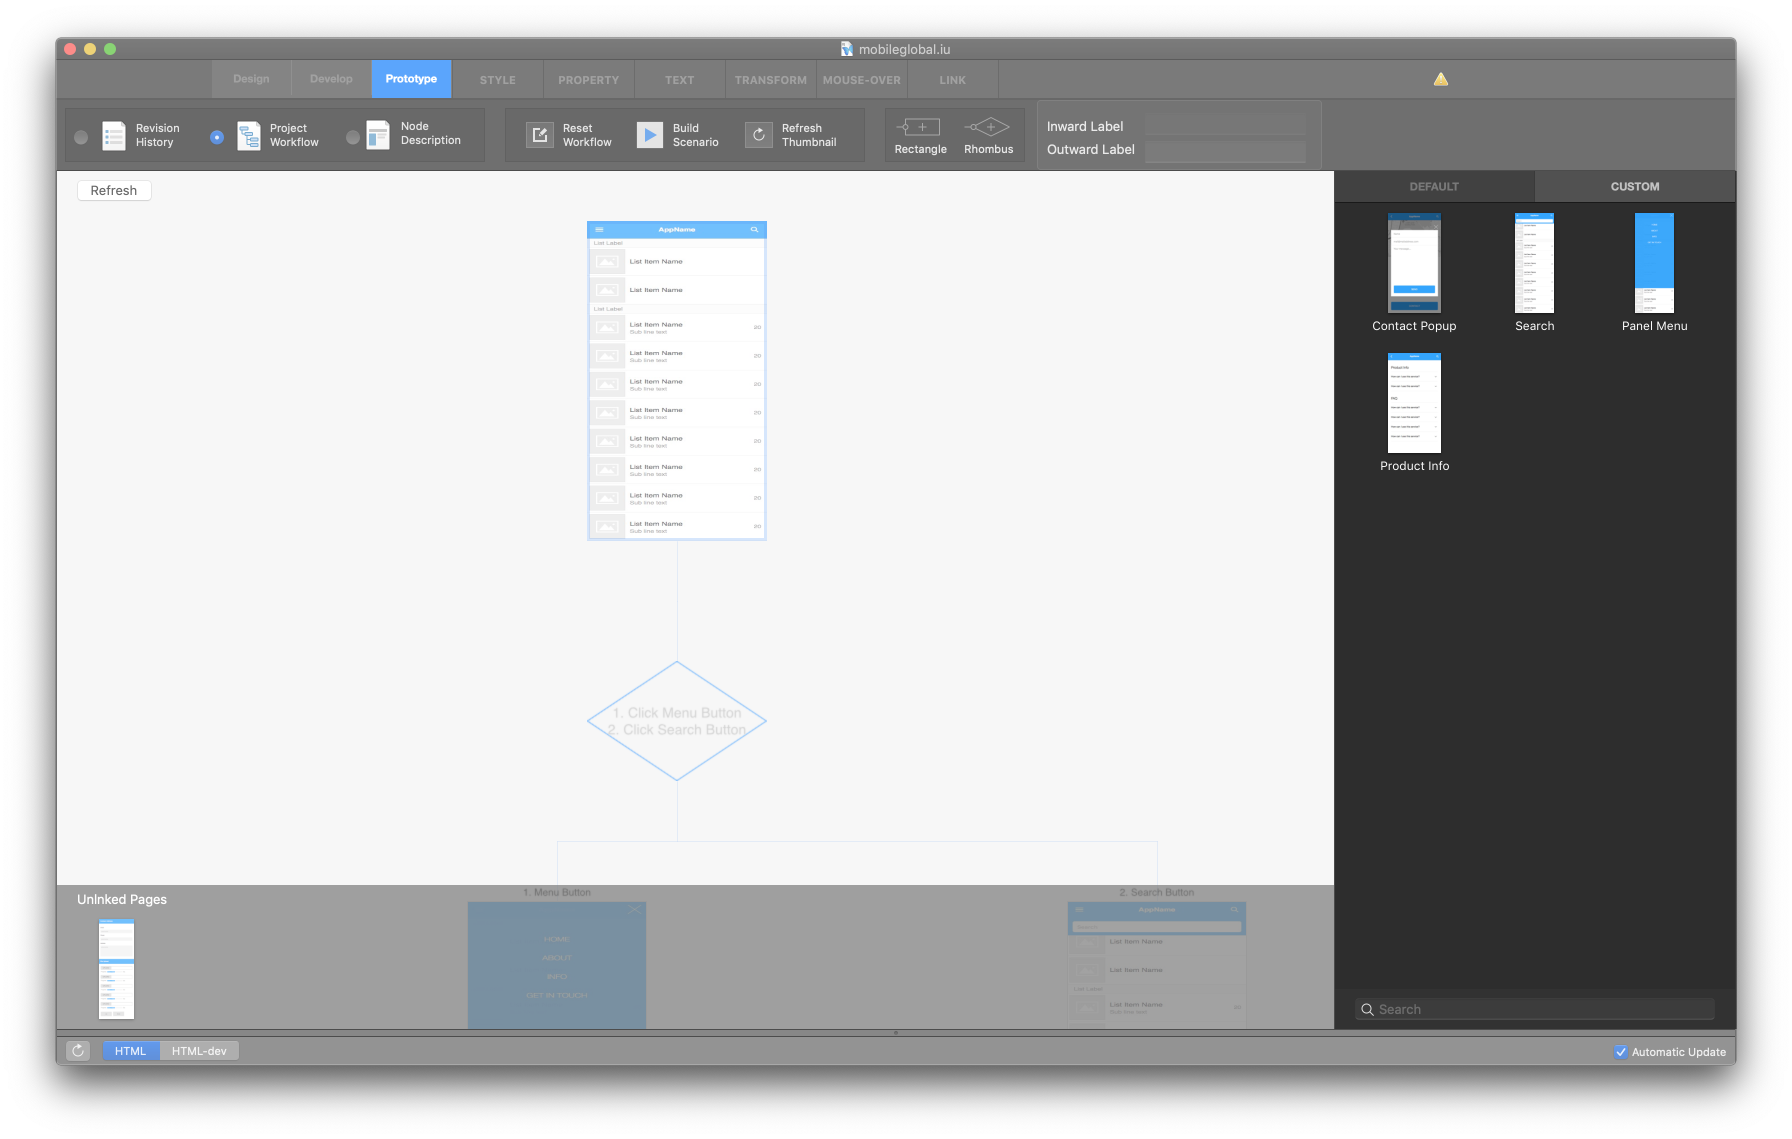 mobileglobal.iu
Design
Develop
Prototype
STYLE
PROPERTY
TEXT
TRANSFORM
MOUSE-OVER
LINK
Revision
History
Project
Workflow
Node
Description
Reset
Workflow
Build
Scenario
Refresh
Thumbnail
Rectangle
Rhombus
Inward Label
Outward Label
Refresh
DEFAULT
CUSTOM
AppName
List Label
List Item Name
List Item Name
List Label
List Item Name 20
Sub line text
List Item Name 20
Sub line text
List Item Name 20
Sub line text
List Item Name 20
Sub line text
List Item Name 20
Sub line text
List Item Name 20
Sub line text
List Item Name 20
Sub line text
List Item Name 20
Sub line text
Contact Popup
Search
Panel Menu
Product Info
1. Click Menu Button
2. Click Search Button
Unlnked Pages
1. Menu Button
HOME
ABOUT
INFO
GET IN TOUCH
2. Search Button
AppName
List Item Name
List Item Name
List Label
List Item Name 20
Sub line text
Search
HTML
HTML-dev
Automatic Update